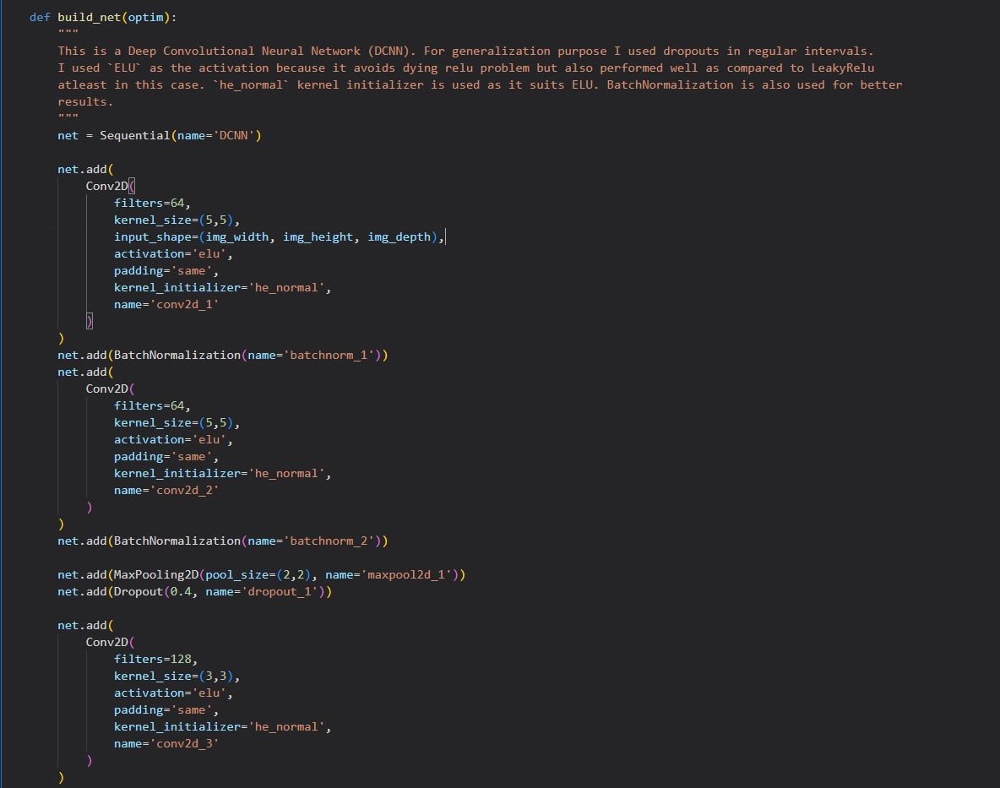 def build_net(optim):
    """
    This is a Deep Convolutional Neural Network (DCNN). For generalization purpose I used dropouts in regular intervals.
    I used `ELU` as the activation because it avoids dying relu problem but also performed well as compared to LeakyRelu
    atleast in this case. `he_normal` kernel initializer is used as it suits ELU. BatchNormalization is also used for better
    results.
    """
    net = Sequential(name='DCNN')

    net.add(
        Conv2D(
            filters=64,
            kernel_size=(5,5),
            input_shape=(img_width, img_height, img_depth),
            activation='elu',
            padding='same',
            kernel_initializer='he_normal',
            name='conv2d_1'
        )
    )
    net.add(BatchNormalization(name='batchnorm_1'))
    net.add(
        Conv2D(
            filters=64,
            kernel_size=(5,5),
            activation='elu',
            padding='same',
            kernel_initializer='he_normal',
            name='conv2d_2'
        )
    )
    net.add(BatchNormalization(name='batchnorm_2'))

    net.add(MaxPooling2D(pool_size=(2,2), name='maxpool2d_1'))
    net.add(Dropout(0.4, name='dropout_1'))

    net.add(
        Conv2D(
            filters=128,
            kernel_size=(3,3),
            activation='elu',
            padding='same',
            kernel_initializer='he_normal',
            name='conv2d_3'
        )
    )